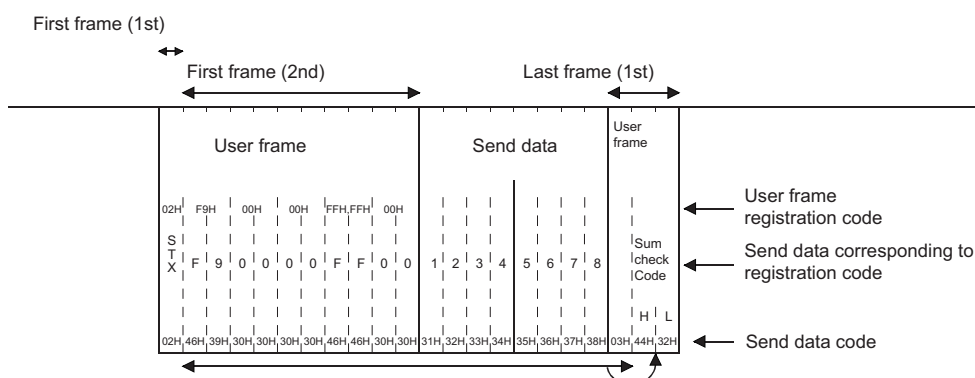 First frame (1st)
First frame (2nd)
Last frame (1st)
User frame
Send data
User
frame
02H F9H 00H 00H FFH,FFH 00H
User frame
registration code
STX F 9 0 0 0 0 F F 0 0 1 2 3 4 5 6 7 8
Sum
check
Code
Send data corresponding to
registration code
H L
02H 46H 39H 30H 30H 30H 30H 46H 46H 30H 30H 31H 32H 33H 34H 35H 36H 37H 38H 03H 44H 32H
Send data code